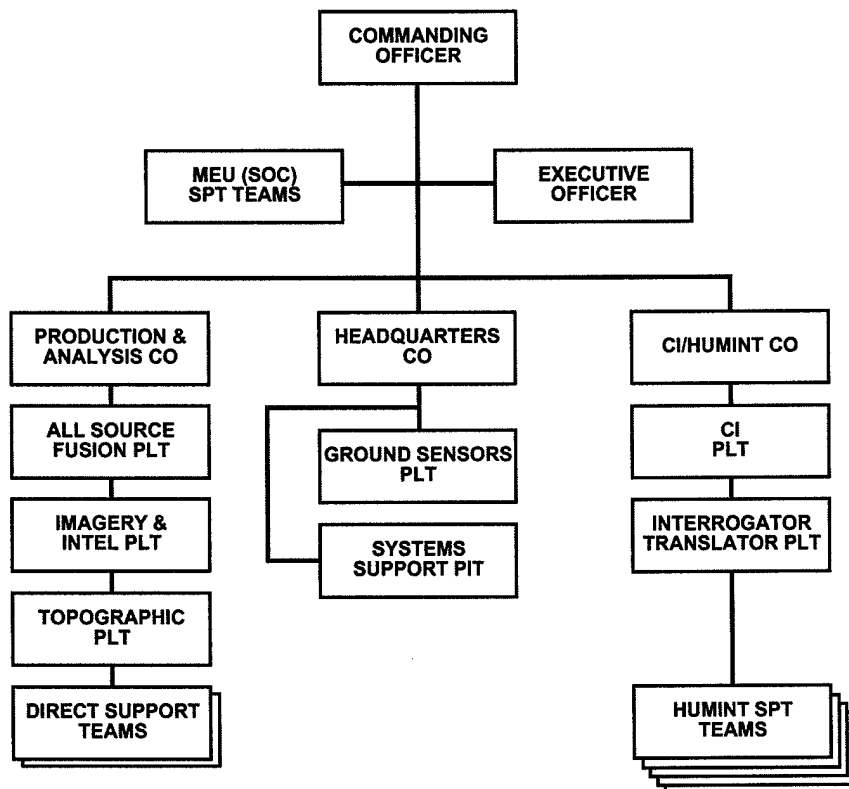 COMMANDING
OFFICER
MEU (SOC)
SPT TEAMS
EXECUTIVE
OFFICER
PRODUCTION &
ANALYSIS CO
HEADQUARTERS
CO
CI/HUMINT CO
ALL SOURCE
FUSION PLT
GROUND SENSORS
PLT
CI
PLT
IMAGERY &
INTEL PLT
SYSTEMS
SUPPORT PIT
INTERROGATOR
TRANSLATOR PLT
TOPOGRAPHIC
PLT
DIRECT SUPPORT
TEAMS
HUMINT SPT
TEAMS